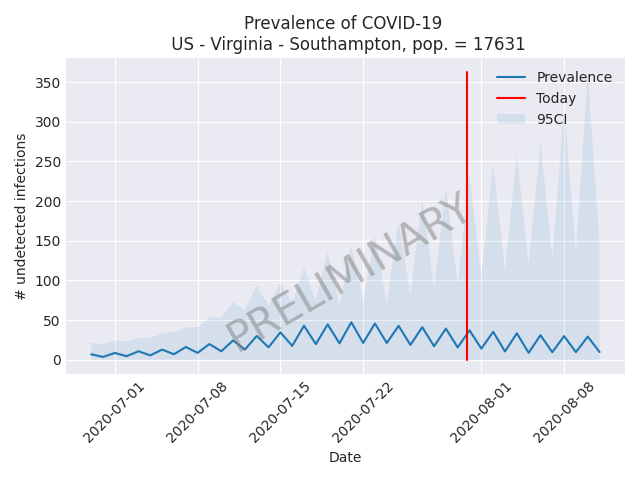 Prevalence of COVID-19
US - Virginia - Southampton, pop. = 17631
350
300
250
200
150
100
50
0
# undetected infections
Prevalence
Today
95CI
PRELIMINARY
2020-07-01
2020-07-08
2020-07-15
2020-07-22
2020-08-01
2020-08-08
Date